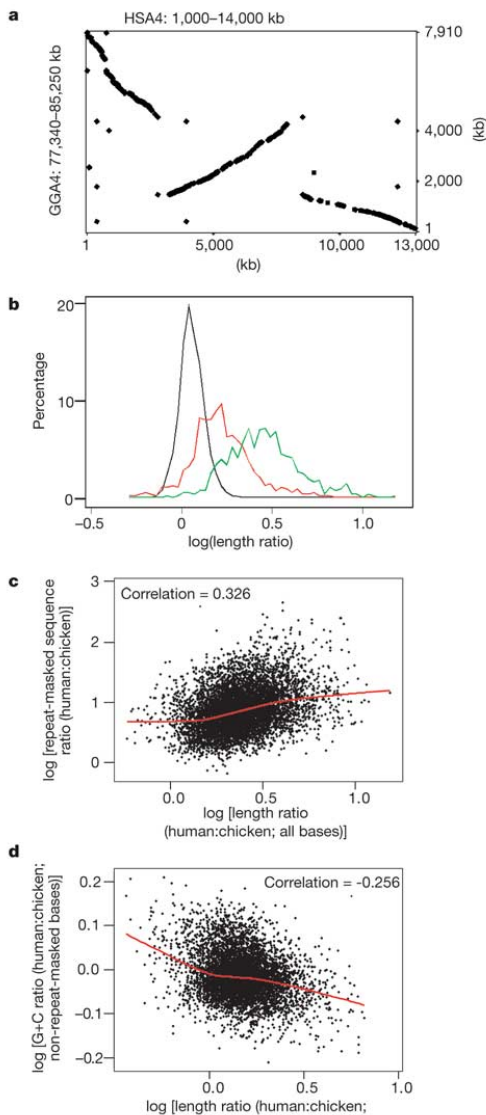 a
HSA4: 1,000–14,000 kb
GGA4: 77,340–85,250 kb
7,910
4,000
(kb)
2,000
1
1
5,000
10,000
13,000
(kb)
b
20
10
0
Percentage
–0.5
0
0.5
1.0
log(length ratio)
c
Correlation = 0.326
3
2
1
0
log [repeat-masked sequence
ratio (human:chicken)]
0.0
0.5
1.0
log [length ratio
(human:chicken; all bases)]
d
Correlation = -0.256
0.2
0.1
0.0
–0.1
–0.2
log [G+C ratio (human:chicken;
non-repeat-masked bases)]
0.0
0.5
1.0
log [length ratio (human:chicken;